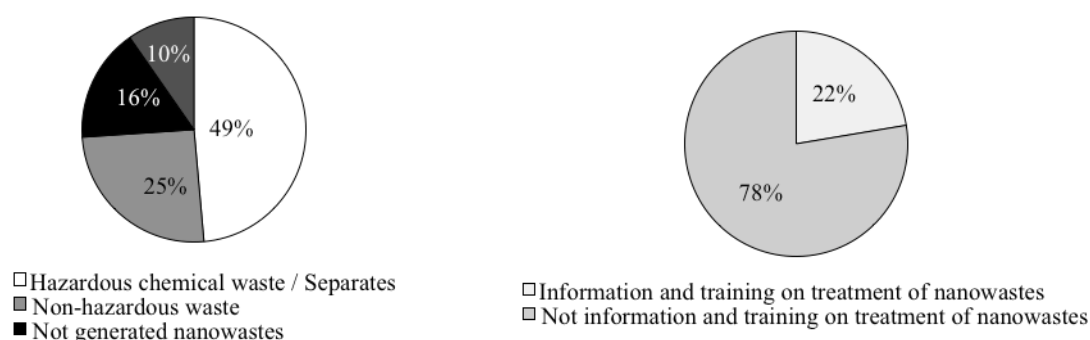 10%
16%
49%
25%
Hazardous chemical waste / Separates
Non-hazardous waste
Not generated nanowastes
22%
78%
Information and training on treatment of nanowastes
Not information and training on treatment of nanowastes